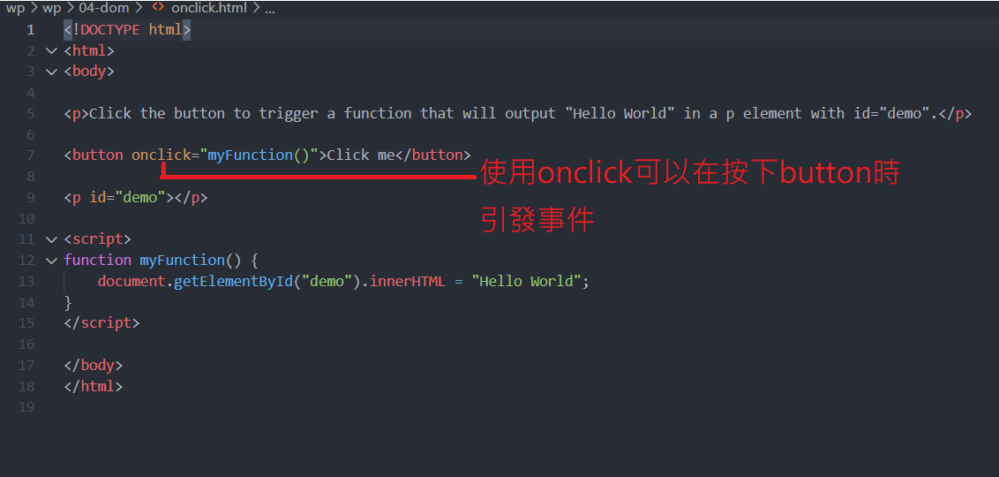 wp > wp > 04-dom > <> onclick.html > ...
1 <!DOCTYPE html>
2 <html>
3 <body>
4
5 <p>Click the button to trigger a function that will output "Hello World" in a p element with id="demo".</p>
6
7 <button onclick="myFunction()">Click me</button>
使用onclick可以在按下button時
8
9 <p id="demo"></p>
引發事件
10
11 <script>
12 function myFunction() {
13     document.getElementById("demo").innerHTML = "Hello World";
14 }
15 </script>
16
17 </body>
18 </html>
19